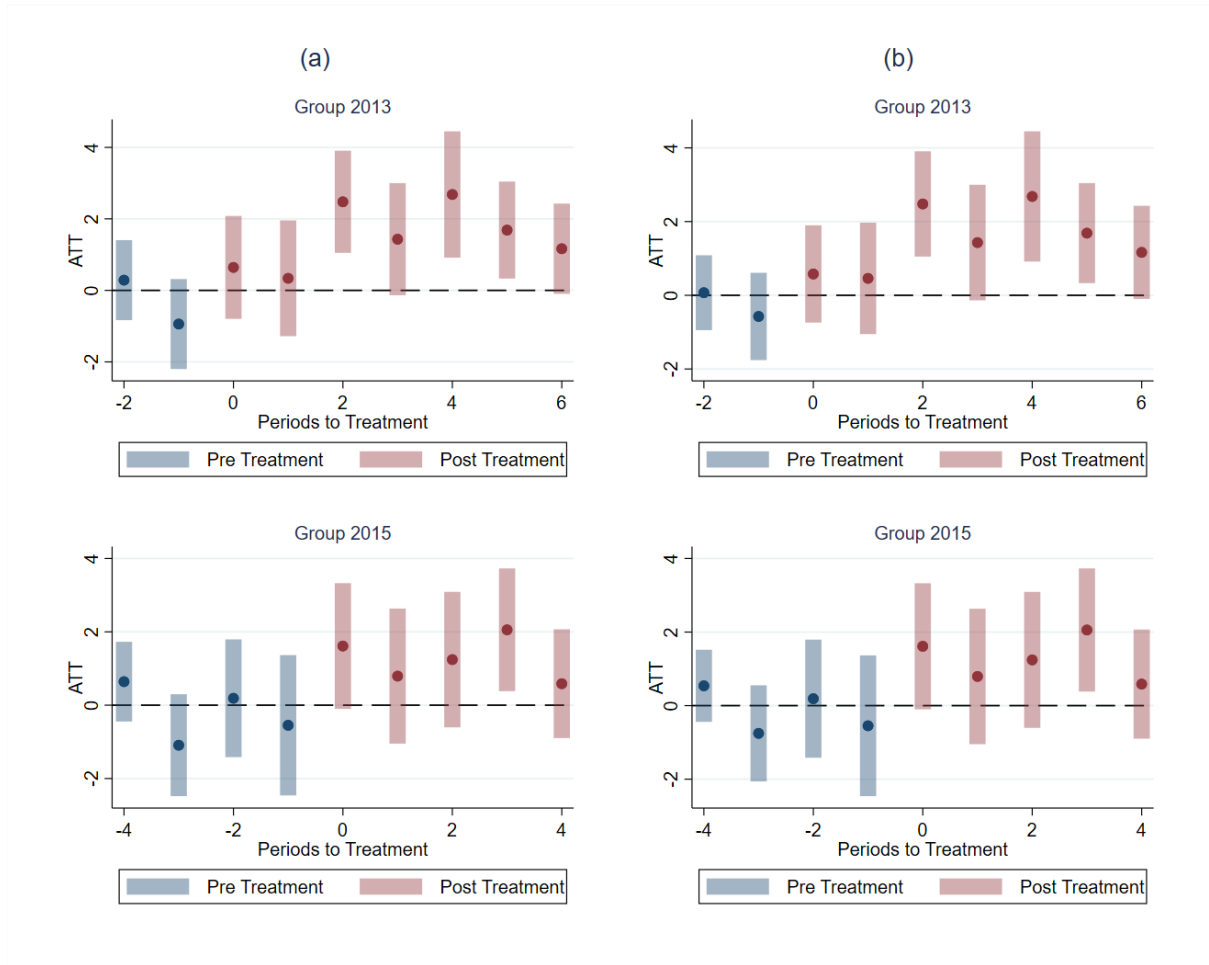 (a)
Group 2013
ATT
4
2
0
-2
-2 0 2 4 6
Periods to Treatment
Pre Treatment Post Treatment
Group 2015
ATT
4
2
0
-2
-4 -2 0 2 4
Periods to Treatment
Pre Treatment Post Treatment
(b)
Group 2013
ATT
4
2
0
-2
-2 0 2 4 6
Periods to Treatment
Pre Treatment Post Treatment
Group 2015
ATT
4
2
0
-2
-4 -2 0 2 4
Periods to Treatment
Pre Treatment Post Treatment